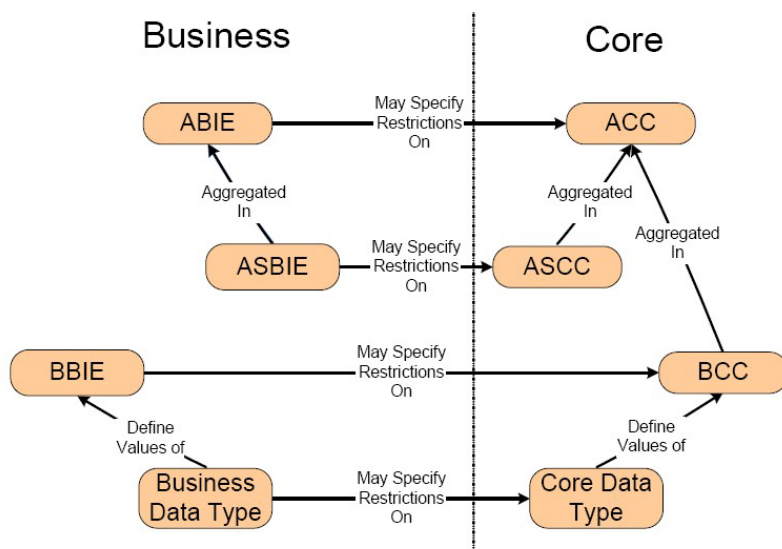 Business
Core
ABIE
May Specify
Restrictions
On
ACC
Aggregated
In
Aggregated
In
ASBIE
May Specify
Restrictions
On
ASCC
Aggregated
In
BBIE
May Specify
Restrictions
On
BCC
Define
Values of
Define
Values of
Business
Data Type
May Specify
Restrictions
On
Core Data
Type